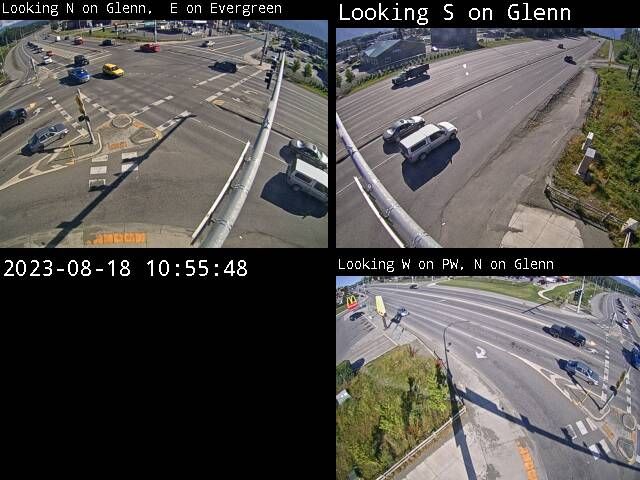 Looking N on Glenn,  E on Evergreen
Looking S on Glenn
2023-08-18 10:55:48
Looking W on PW, N on Glenn